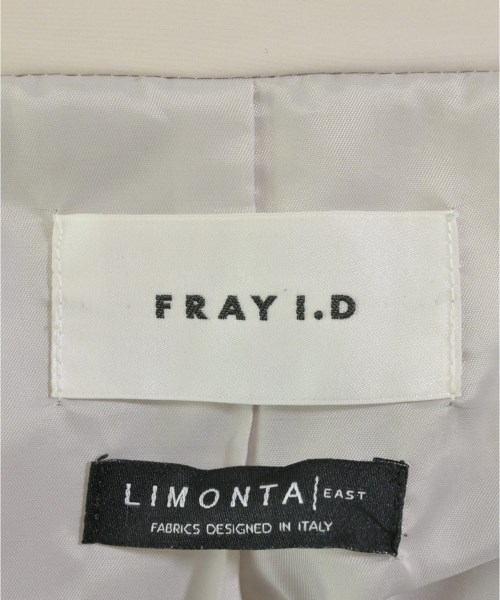 FRAY I.D
LIMONTA| EAST
FABRICS DESIGNED IN ITALY